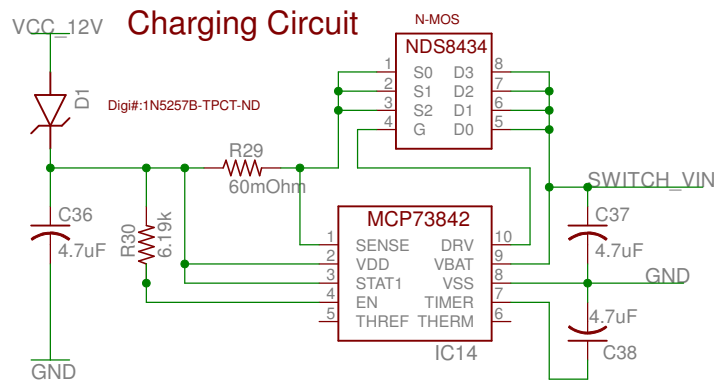 Charging Circuit
VCC_12V
N-MOS
NDS8434
1 S0 D3 8
2 S1 D2 7
3 S2 D1 6
4 G D0 5
D1
Digi#:1N5257B-TPCT-ND
R29
60mOhm
SWITCH_VIN
C36
4.7uF
R30
6.19k
MCP73842
1 SENSE DRV 10
2 VDD VBAT 9
3 STAT1 VSS 8
4 EN TIMER 7
5 THREF THERM 6
IC14
C37
4.7uF
GND
4.7uF
C38
GND